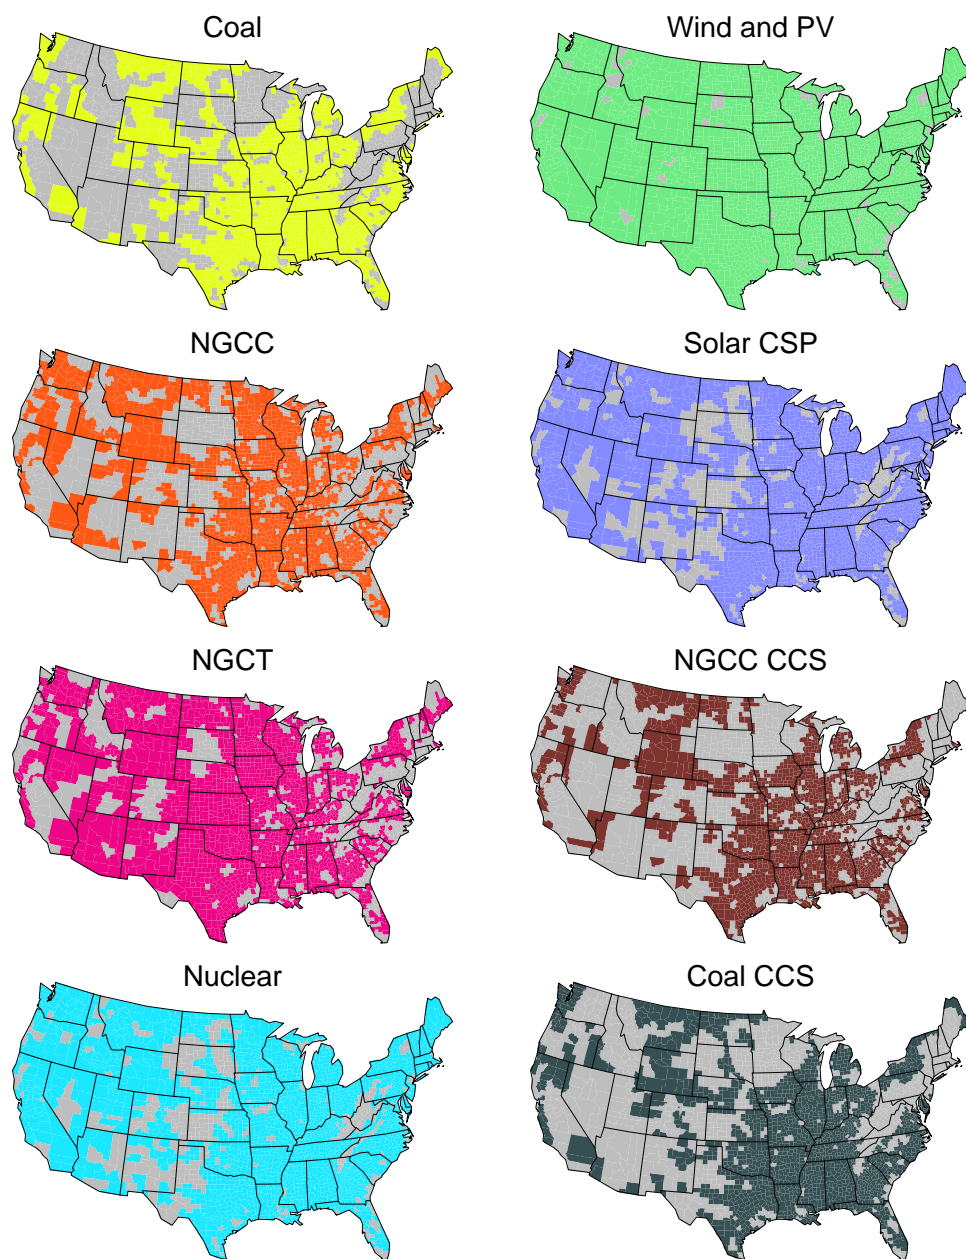 Coal
Wind and PV
NGCC
Solar CSP
NGCT
NGCC CCS
Nuclear
Coal CCS